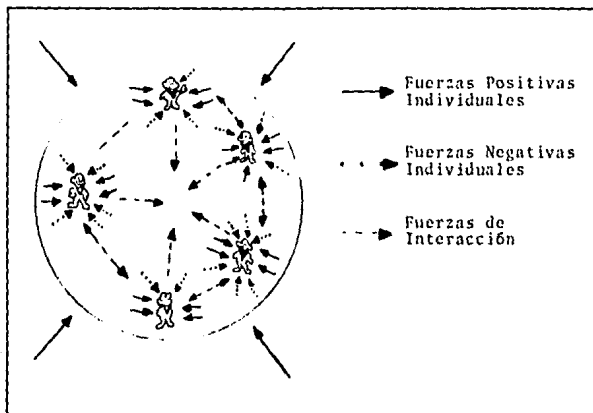 Fuerzas Positivas
Individuales
Fuerzas Negativas
Individuales
Fuerzas de
Interacción